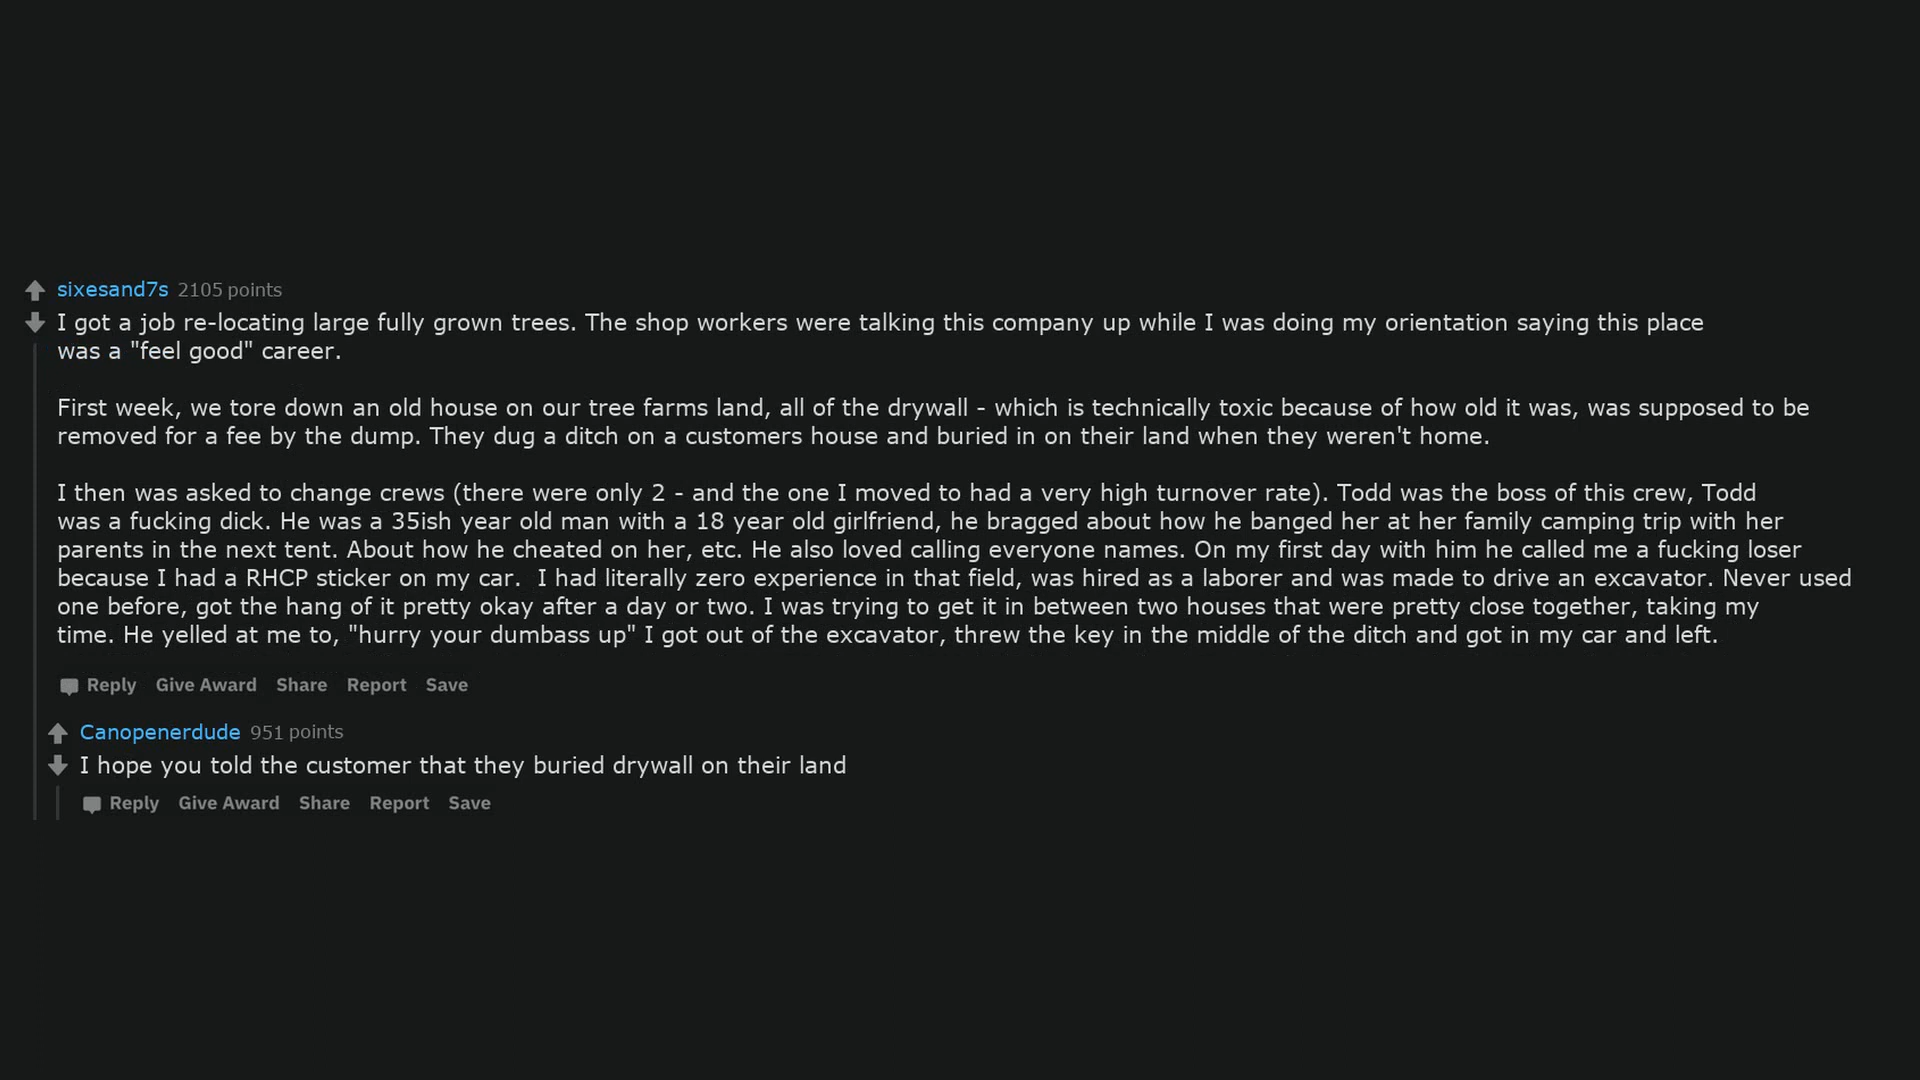 sixesand7s 2105 points
I got a job re-locating large fully grown trees. The shop workers were talking this company up while I was doing my orientation saying this place
was a "feel good" career.
First week, we tore down an old house on our tree farms land, all of the drywall - which is technically toxic because of how old it was, was supposed to be
removed for a fee by the dump. They dug a ditch on a customers house and buried in on their land when they weren't home.
I then was asked to change crews (there were only 2 - and the one I moved to had a very high turnover rate). Todd was the boss of this crew, Todd
was a fucking dick. He was a 35ish year old man with a 18 year old girlfriend, he bragged about how he banged her at her family camping trip with her
parents in the next tent. About how he cheated on her, etc. He also loved calling everyone names. On my first day with him he called me a fucking loser
because I had a RHCP sticker on my car.  I had literally zero experience in that field, was hired as a laborer and was made to drive an excavator. Never used
one before, got the hang of it pretty okay after a day or two. I was trying to get it in between two houses that were pretty close together, taking my
time. He yelled at me to, "hurry your dumbass up" I got out of the excavator, threw the key in the middle of the ditch and got in my car and left.
Reply Give Award Share Report Save
Canopenerdude 951 points
I hope you told the customer that they buried drywall on their land
Reply Give Award Share Report Save